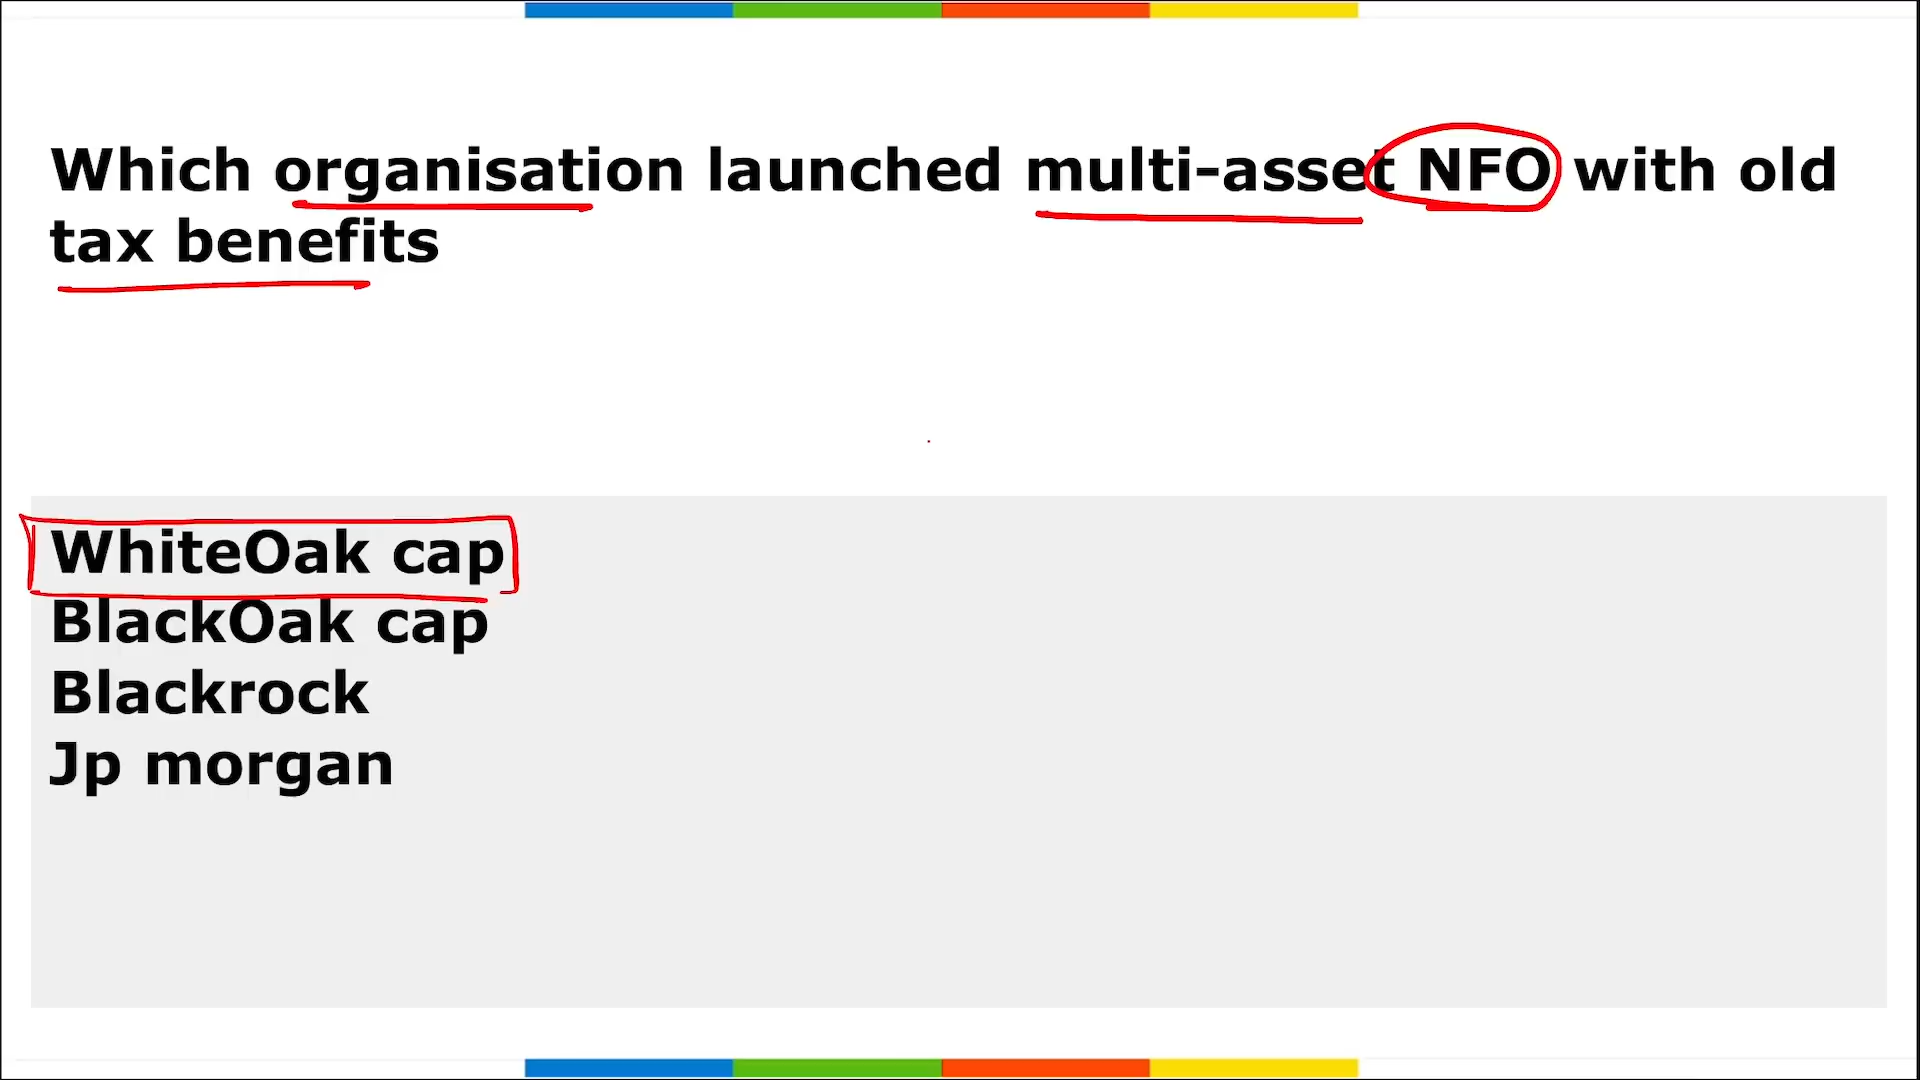 Which organisation launched multi-asset NFO with old
tax benefits
WhiteOak cap
BlackOak cap
Blackrock
Jp morgan